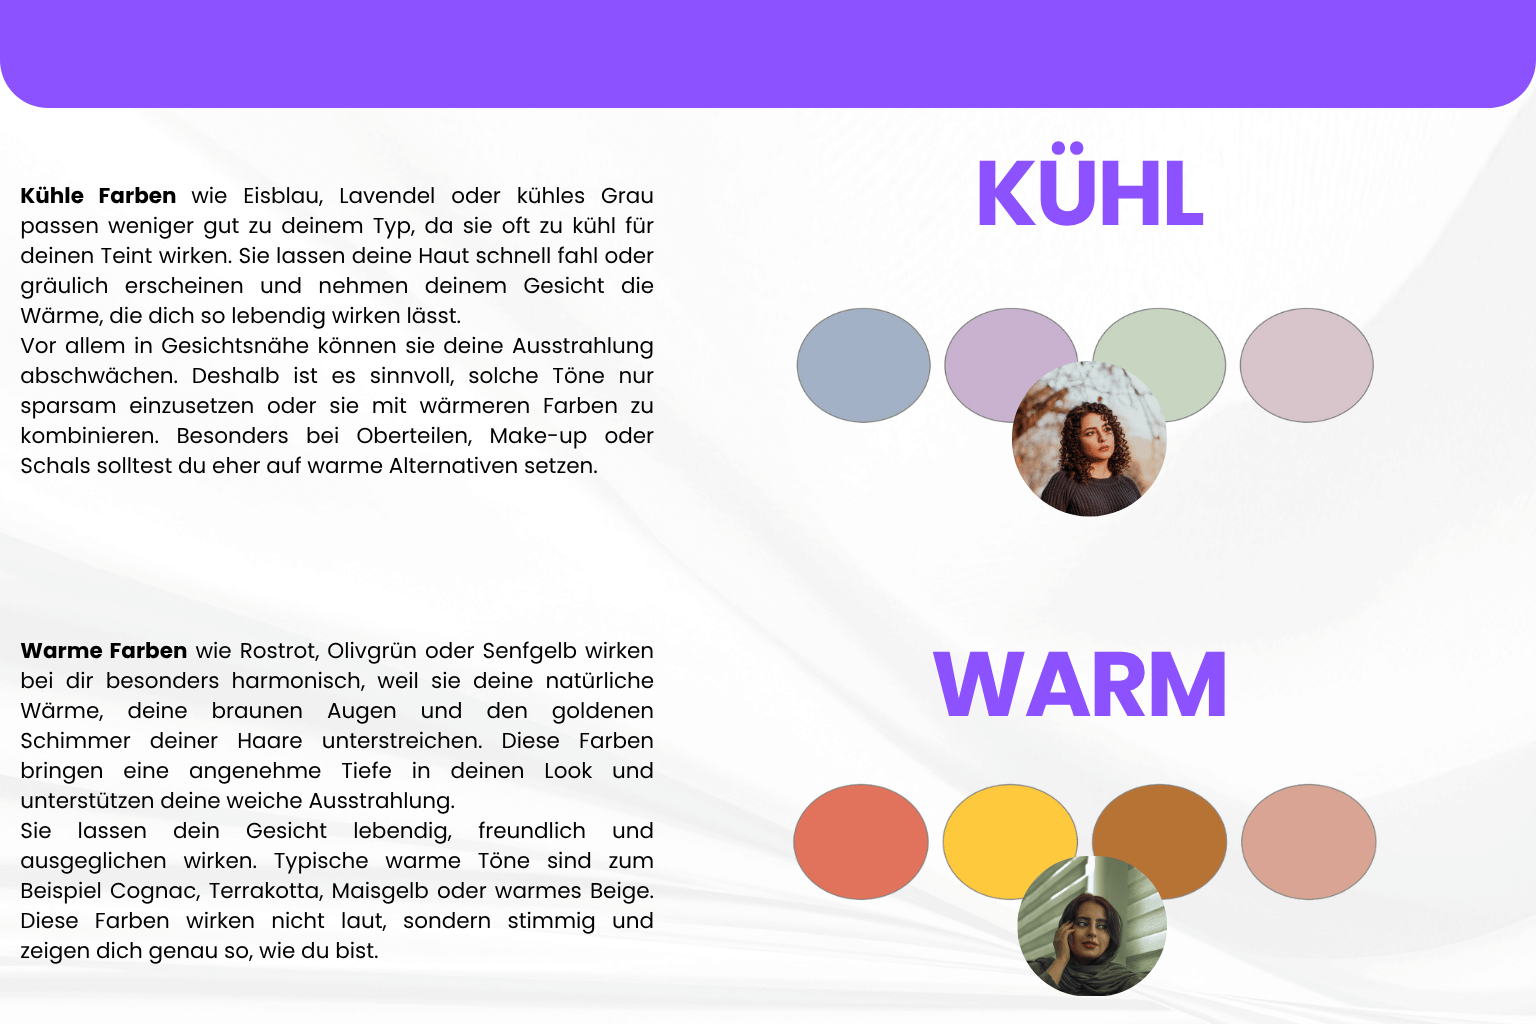 KÜHL
Kühle Farben wie Eisblau, Lavendel oder kühles Grau
passen weniger gut zu deinem Typ, da sie oft zu kühl für
deinen Teint wirken. Sie lassen deine Haut schnell fahl oder
gräulich erscheinen und nehmen deinem Gesicht die
Wärme, die dich so lebendig wirken lässt.
Vor allem in Gesichtsnähe können sie deine Ausstrahlung
abschwächen. Deshalb ist es sinnvoll, solche Töne nur
sparsam einzusetzen oder sie mit wärmeren Farben zu
kombinieren. Besonders bei Oberteilen, Make-up oder
Schals solltest du eher auf warme Alternativen setzen.
WARM
Warme Farben wie Rostrot, Olivgrün oder Senfgelb wirken
bei dir besonders harmonisch, weil sie deine natürliche
Wärme, deine braunen Augen und den goldenen
Schimmer deiner Haare unterstreichen. Diese Farben
bringen eine angenehme Tiefe in deinen Look und
unterstützen deine weiche Ausstrahlung.
Sie lassen dein Gesicht lebendig, freundlich und
ausgeglichen wirken. Typische warme Töne sind zum
Beispiel Cognac, Terrakotta, Maisgelb oder warmes Beige.
Diese Farben wirken nicht laut, sondern stimmig und
zeigen dich genau so, wie du bist.